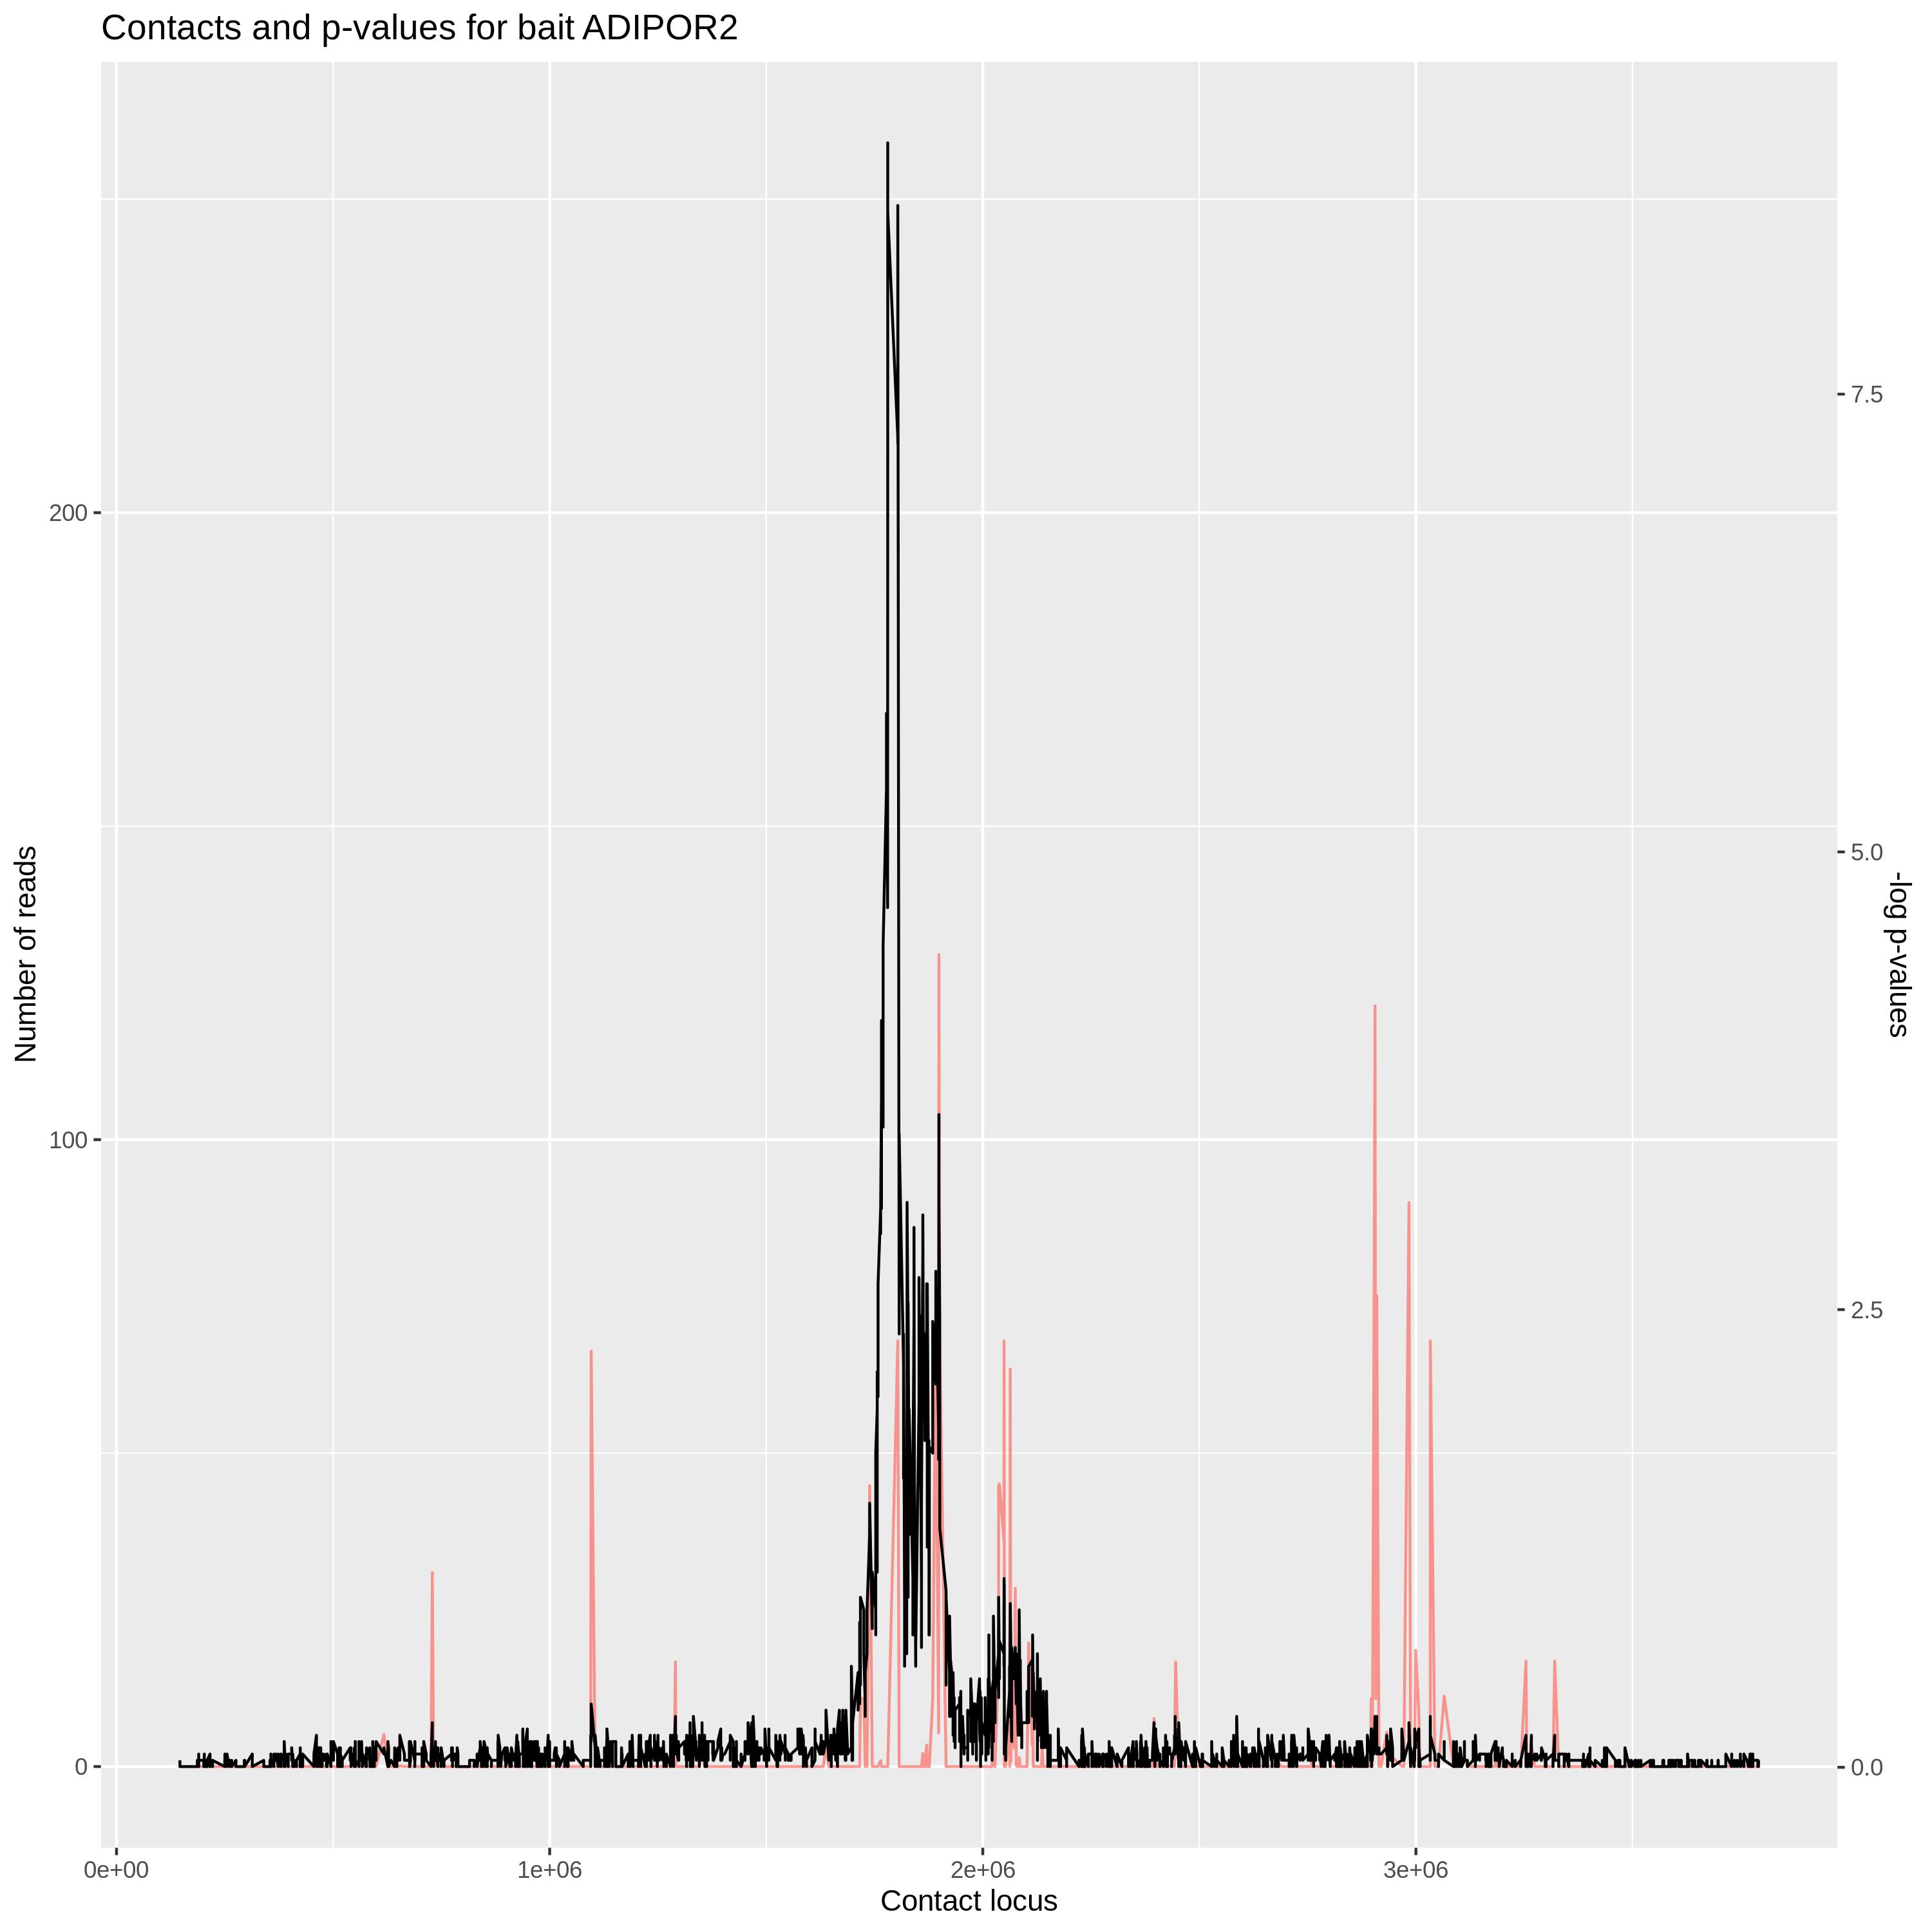 Contacts and p-values for bait ADIPOR2
Number of reads
200
100
0
7.5
5.0
2.5
0.0
-log p-values
0e+00
1e+06
2e+06
3e+06
Contact locus